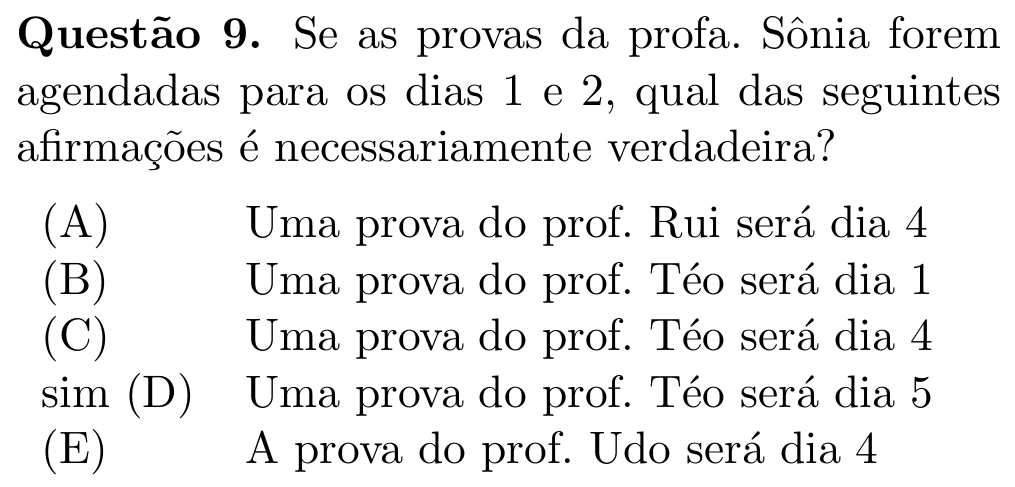 Questão 9. Se as provas da profa. Sônia forem
agendadas para os dias 1 e 2, qual das seguintes
afirmações é necessariamente verdadeira?
(A) Uma prova do prof. Rui será dia 4
(B) Uma prova do prof. Téo será dia 1
(C) Uma prova do prof. Téo será dia 4
sim (D) Uma prova do prof. Téo será dia 5
(E) A prova do prof. Udo será dia 4